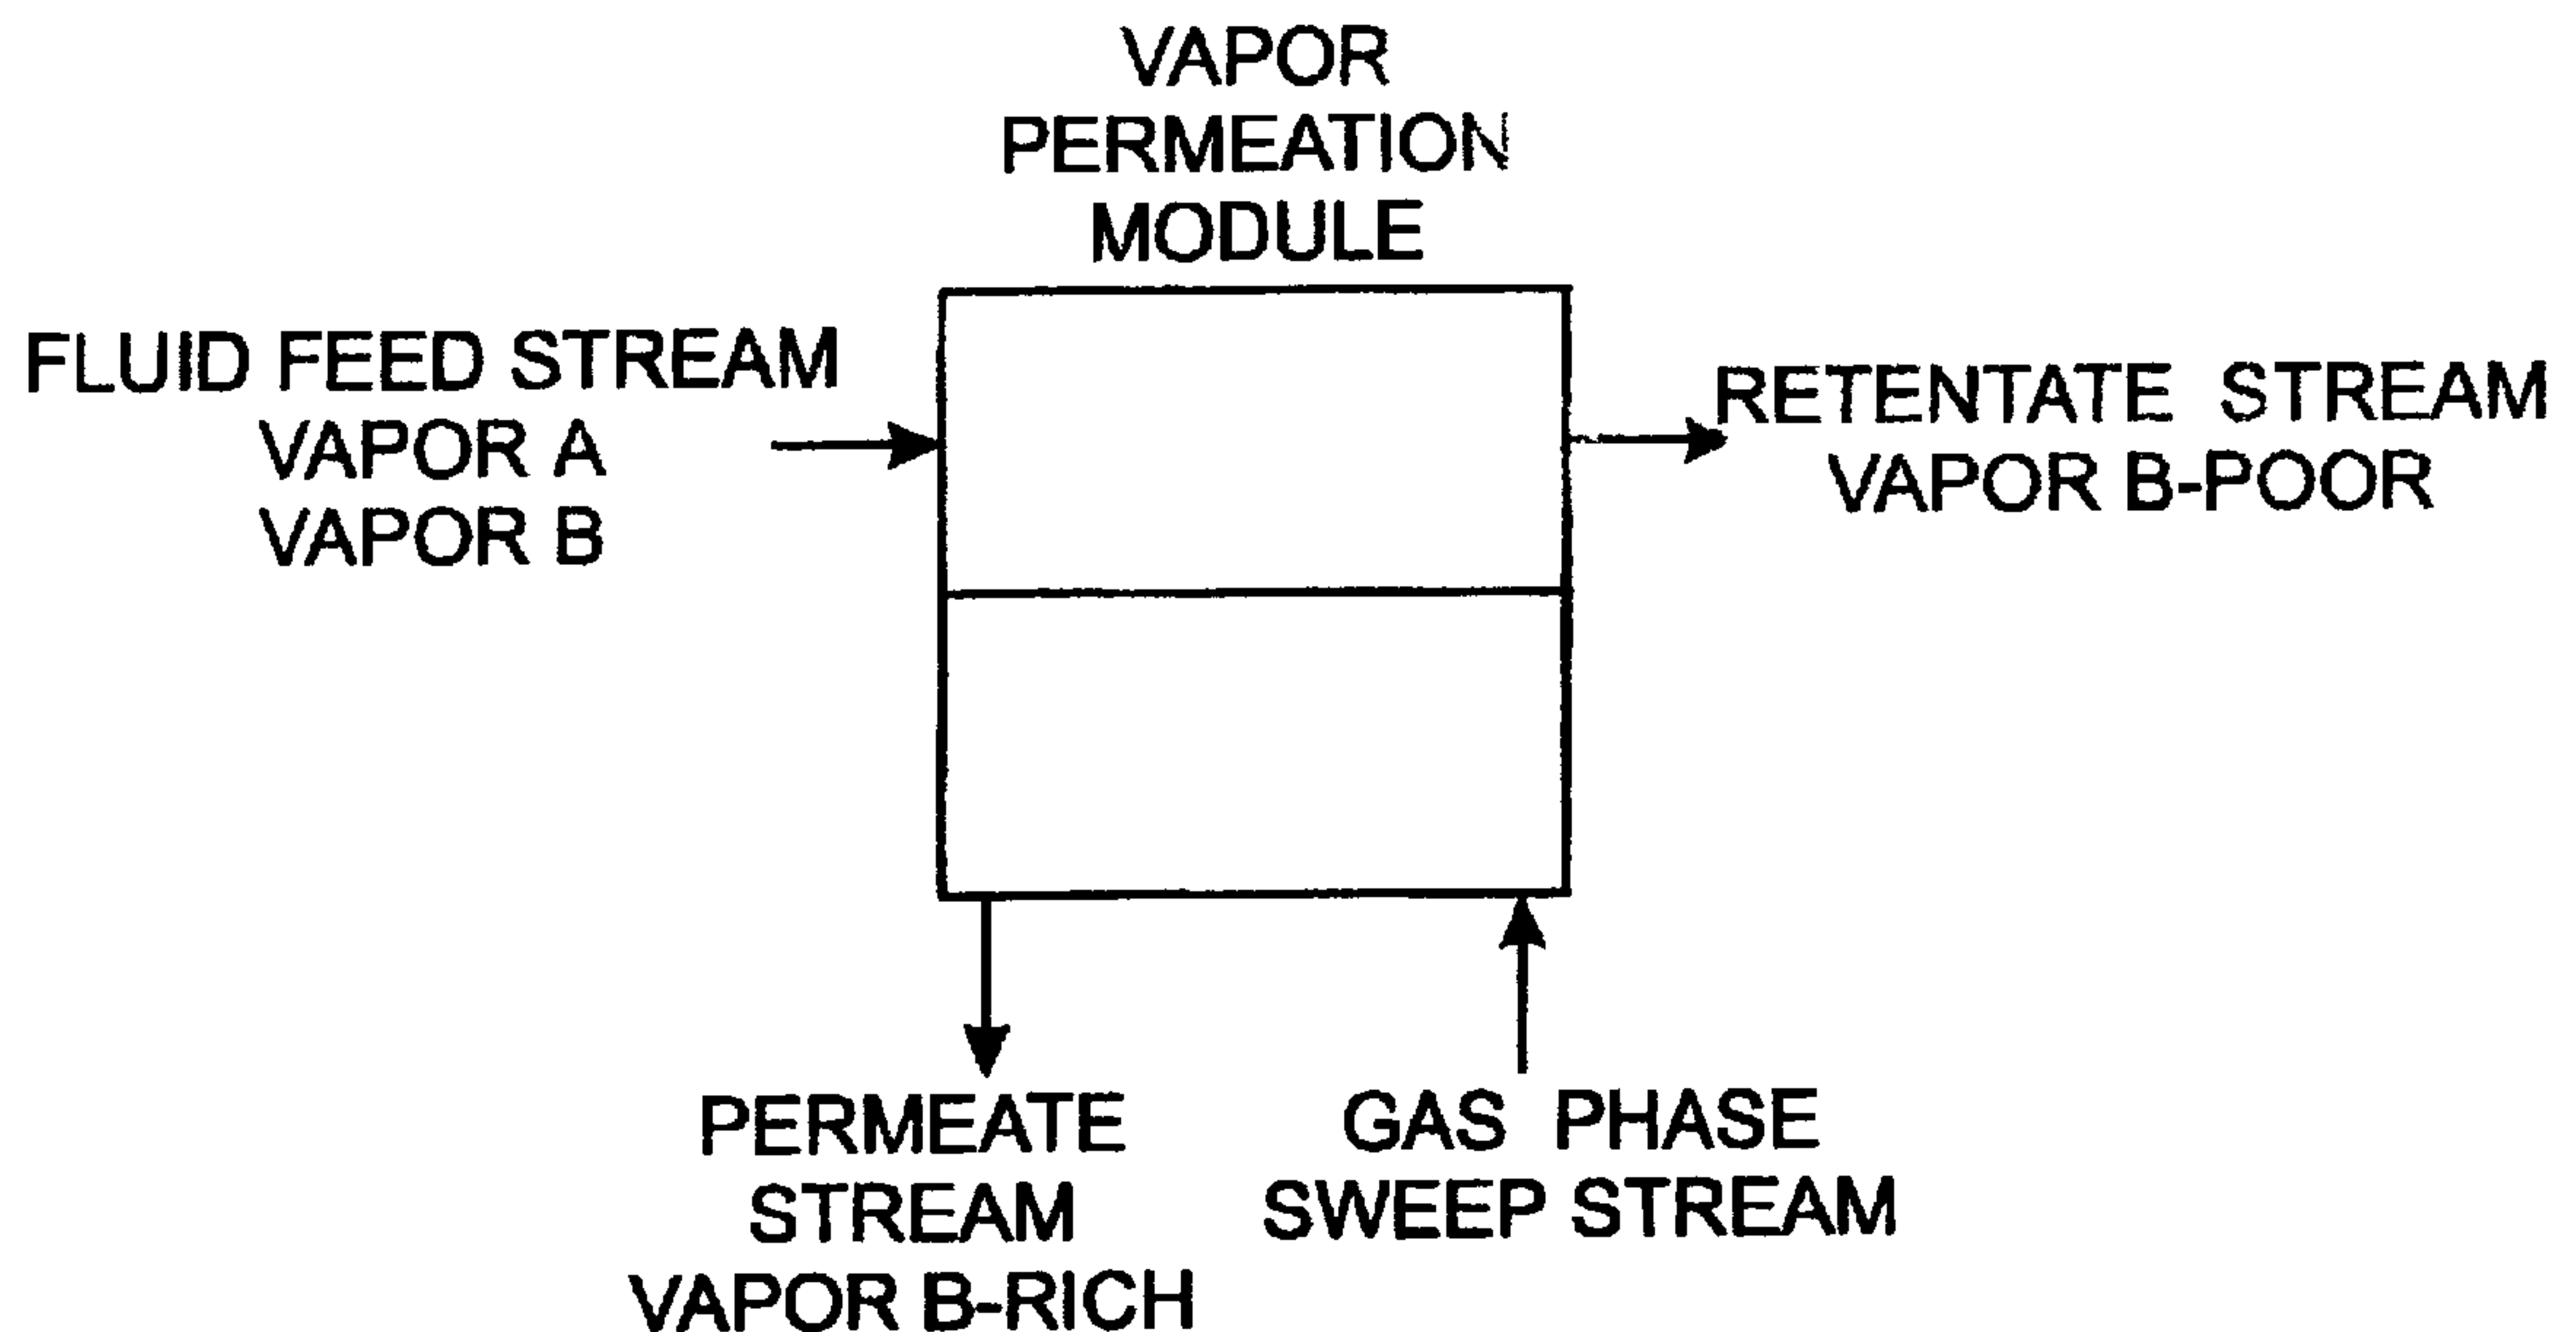 VAPOR
PERMEATION
MODULE
FLUID FEED STREAM
VAPOR A
VAPOR B
RETENTATE STREAM
VAPOR B-POOR
PERMEATE
STREAM
VAPOR B-RICH
GAS PHASE
SWEEP STREAM